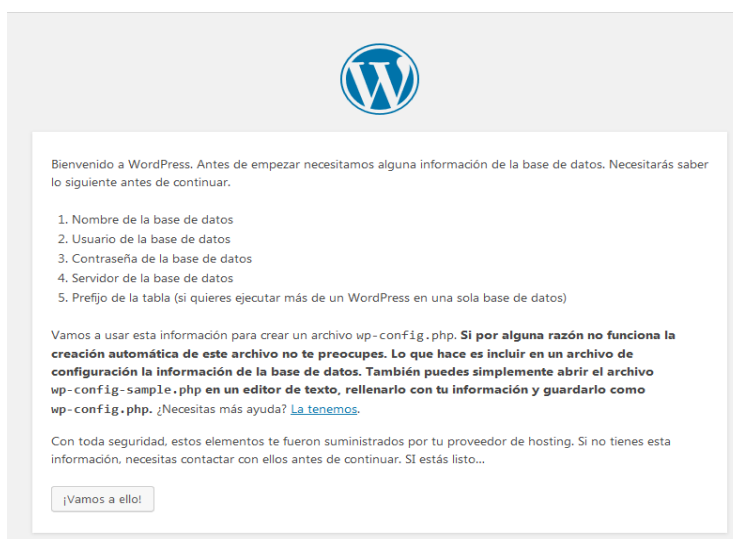 Bienvenido a WordPress. Antes de empezar necesitamos alguna información de la base de datos. Necesitarás saber
lo siguiente antes de continuar.
1. Nombre de la base de datos
2. Usuario de la base de datos
3. Contraseña de la base de datos
4. Servidor de la base de datos
5. Prefijo de la tabla (si quieres ejecutar más de un WordPress en una sola base de datos)
Vamos a usar esta información para crear un archivo wp-config.php. Si por alguna razón no funciona la
creación automática de este archivo no te preocupes. Lo que hace es incluir en un archivo de
configuración la información de la base de datos. También puedes simplemente abrir el archivo
wp-config-sample.php en un editor de texto, rellenarlo con tu información y guardarlo como
wp-config.php. ¿Necesitas más ayuda? La tenemos.
Con toda seguridad, estos elementos te fueron suministrados por tu proveedor de hosting. Si no tienes esta
información, necesitas contactar con ellos antes de continuar. SI estás listo...
¡Vamos a ello!